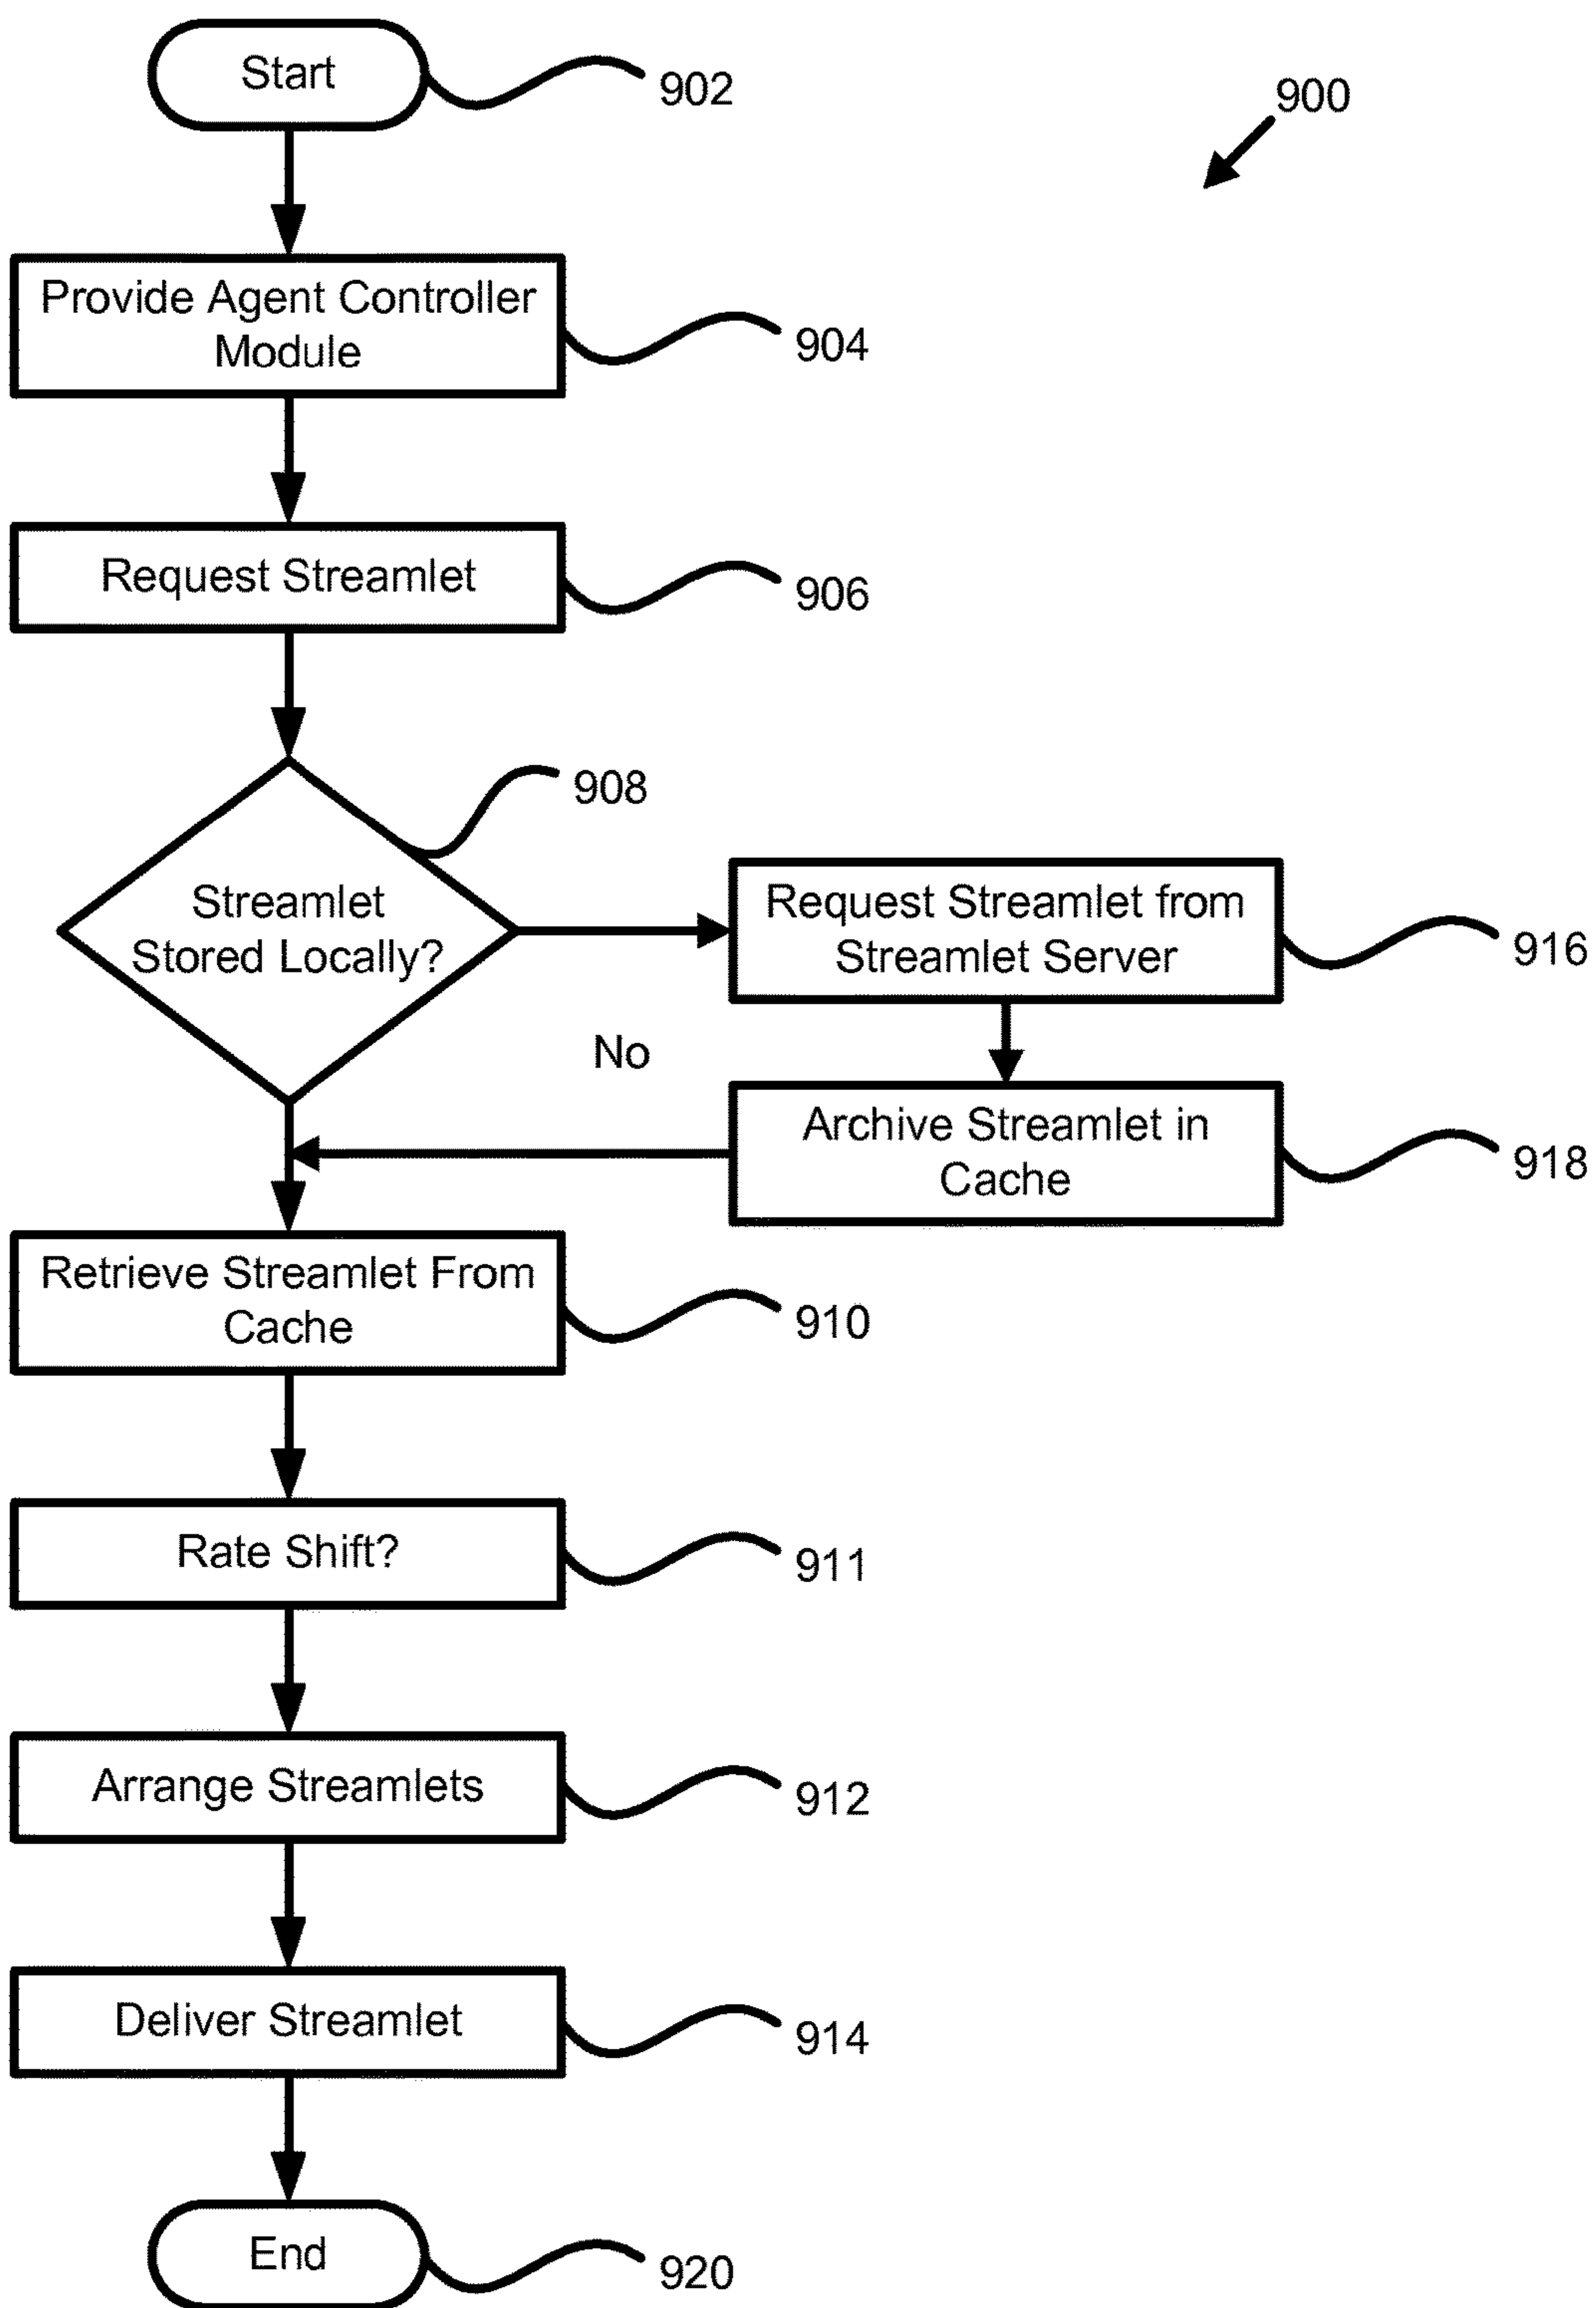 Start
902
900
Provide Agent Controller
Module
904
Request Streamlet
906
908
Streamlet
Stored Locally?
Request Streamlet from
Streamlet Server
916
No
Archive Streamlet in
Cache
918
Retrieve Streamlet From
Cache
910
Rate Shift?
911
Arrange Streamlets
912
Deliver Streamlet
914
End
920